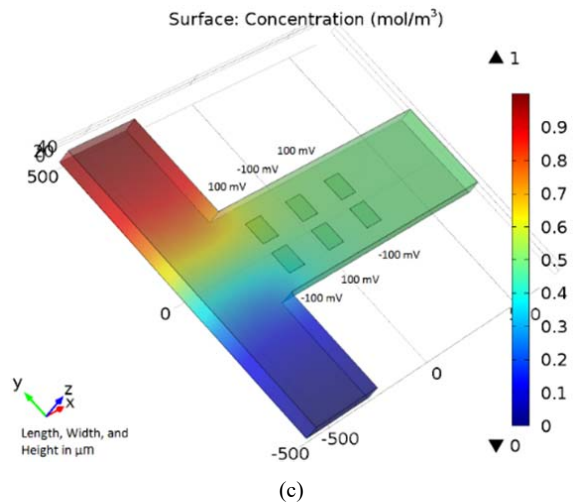 Surface: Concentration (mol/m³)
▲ 1
0.9
0.8
0.7
0.6
0.5
0.4
0.3
0.2
0.1
0
▼ 0
40
500
0
-500
-500
0
100 mV
-100 mV
100 mV
-100 mV
100 mV
-100 mV
y
z
x
Length, Width, and
Height in µm
(c)